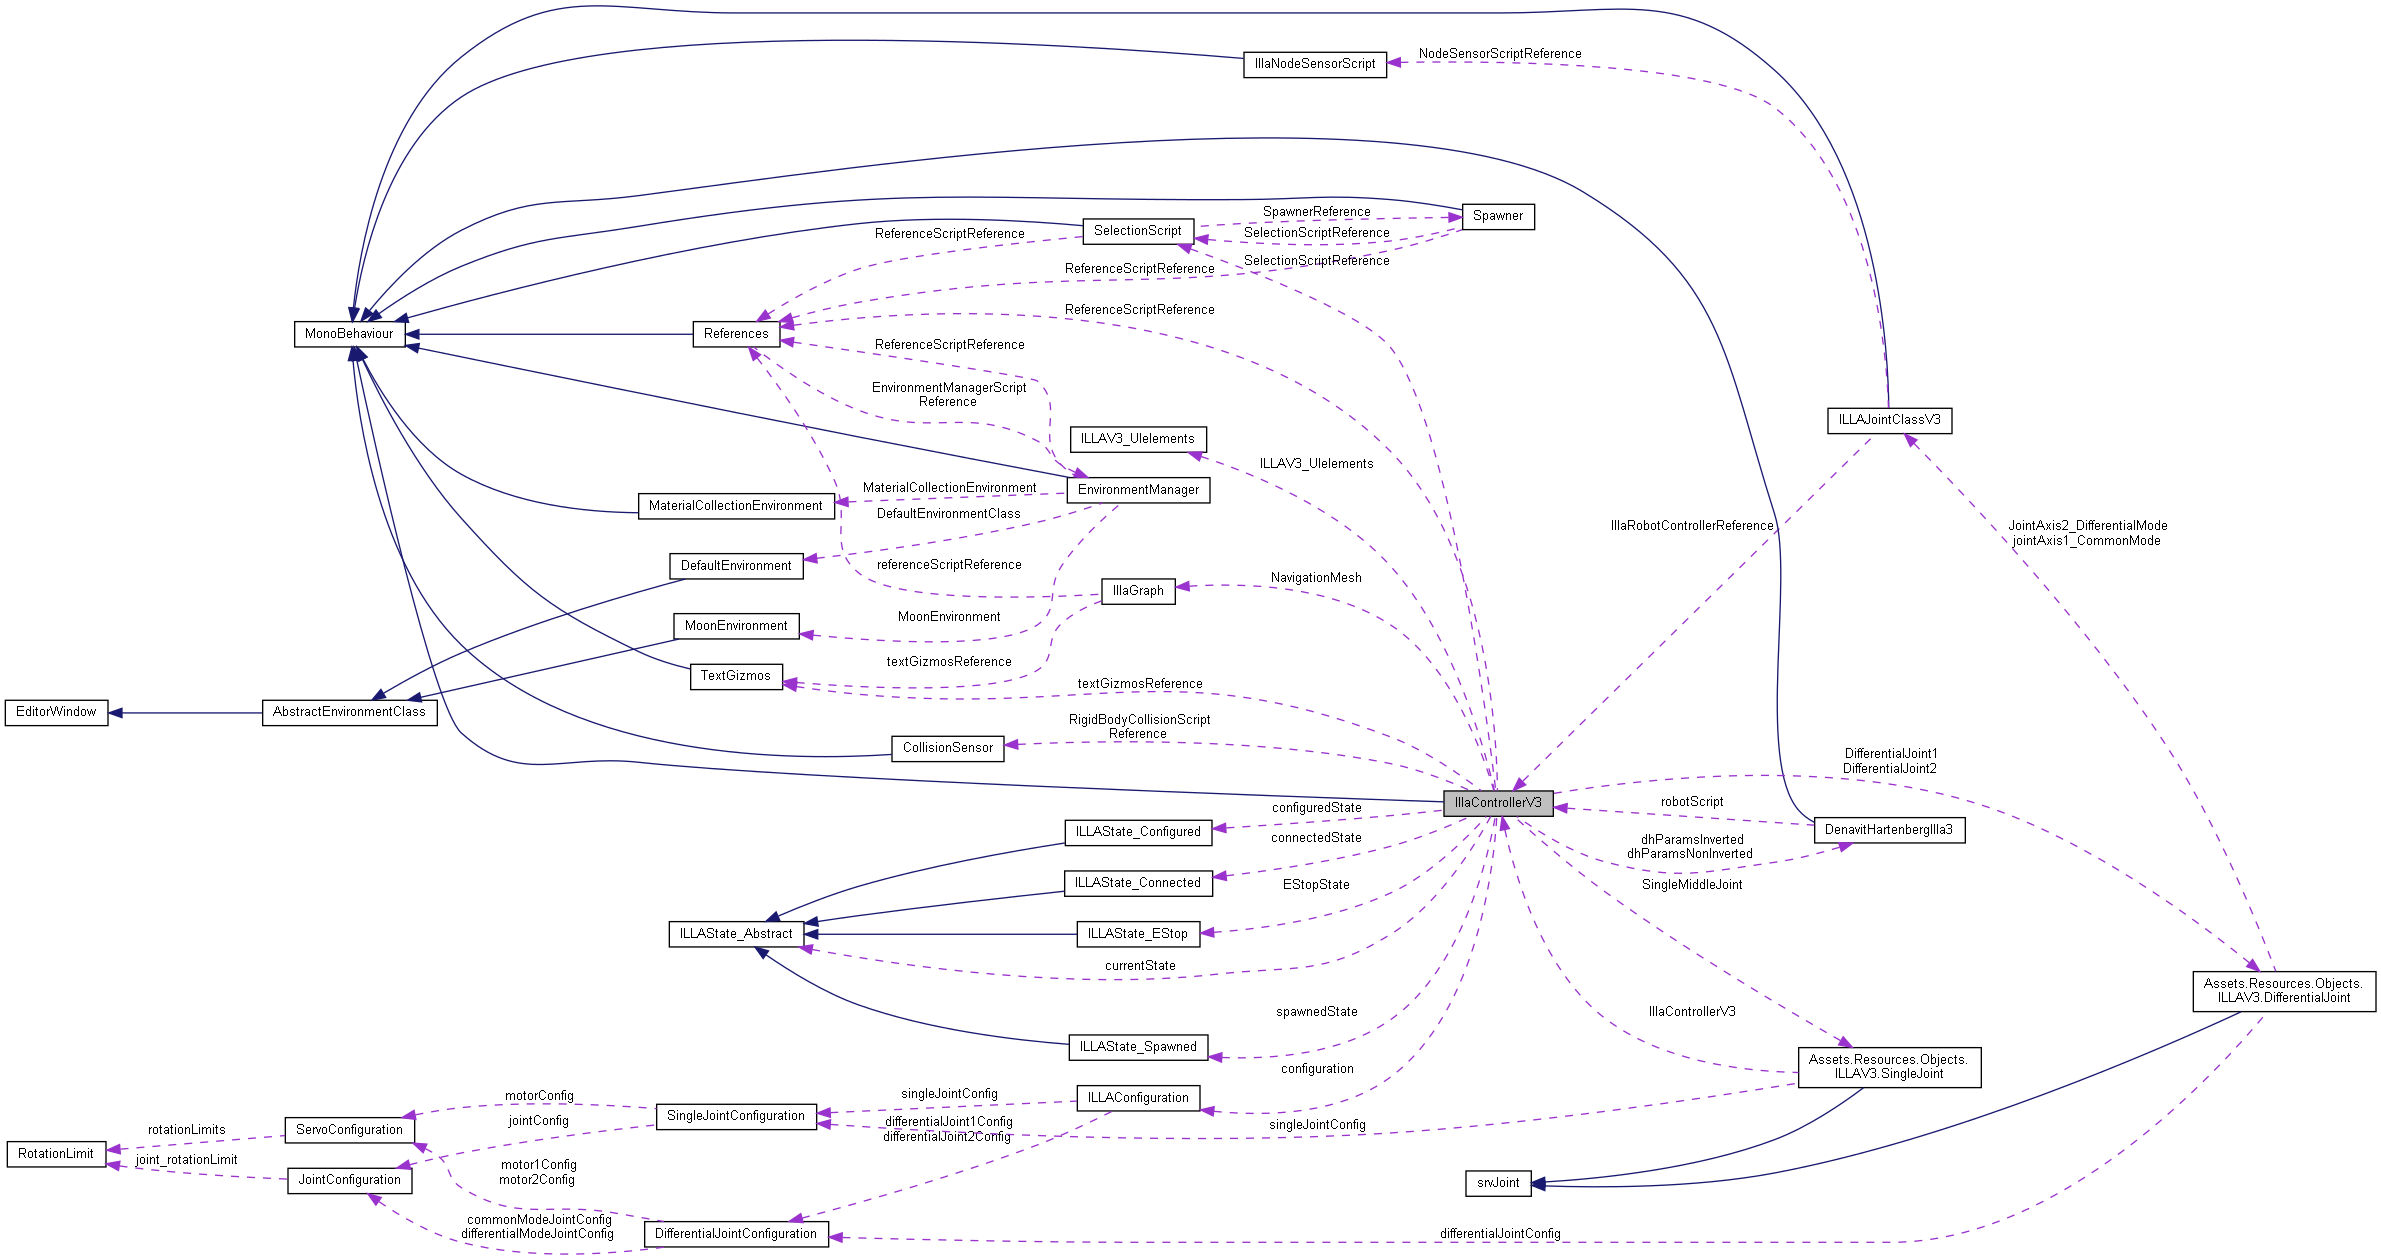 NodeSensorScriptReference
IllaNodeSensorScript
SpawnerReference
Spawner
SelectionScript
ReferenceScriptReference
SelectionScriptReference
SelectionScriptReference
ReferenceScriptReference
ReferenceScriptReference
MonoBehaviour
References
ReferenceScriptReference
EnvironmentManagerScript
Reference
ILLAJointClassV3
ILLAV3_UIelements
ILLAV3_UIelements
MaterialCollectionEnvironment
EnvironmentManager
MaterialCollectionEnvironment
DefaultEnvironmentClass
IllaRobotControllerReference
JointAxis2_DifferentialMode
jointAxis1_CommonMode
DefaultEnvironment
referenceScriptReference
NavigationMesh
IllaGraph
MoonEnvironment
MoonEnvironment
textGizmosReference
TextGizmos
textGizmosReference
EditorWindow
AbstractEnvironmentClass
RigidBodyCollisionScript
Reference
CollisionSensor
DifferentialJoint1
DifferentialJoint2
IllaControllerV3
robotScript
configuredState
ILLAState_Configured
DenavitHartenbergIlla3
connectedState
dhParamsInverted
dhParamsNonInverted
ILLAState_Connected
EStopState
SingleMiddleJoint
ILLAState_Abstract
ILLAState_EStop
currentState
Assets.Resources.Objects.
ILLAV3.DifferentialJoint
spawnedState
IllaControllerV3
ILLAState_Spawned
Assets.Resources.Objects.
ILLAV3.SingleJoint
configuration
motorConfig
singleJointConfig
ILLAConfiguration
SingleJointConfiguration
jointConfig
differentialJoint1Config
differentialJoint2Config
singleJointConfig
rotationLimits
ServoConfiguration
RotationLimit
joint_rotationLimit
motor1Config
motor2Config
JointConfiguration
srvJoint
commonModeJointConfig
differentialModeJointConfig
DifferentialJointConfiguration
differentialJointConfig